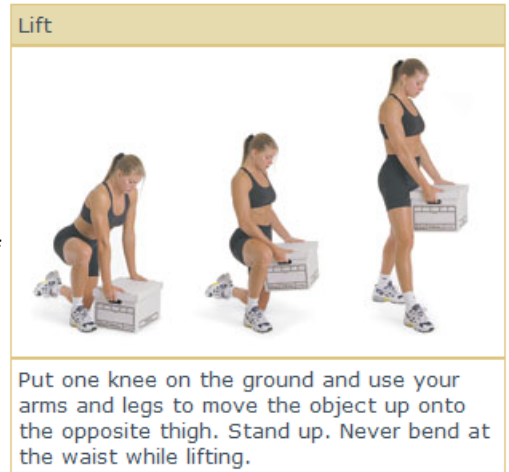 Lift
Put one knee on the ground and use your
arms and legs to move the object up onto
the opposite thigh. Stand up. Never bend at
the waist while lifting.